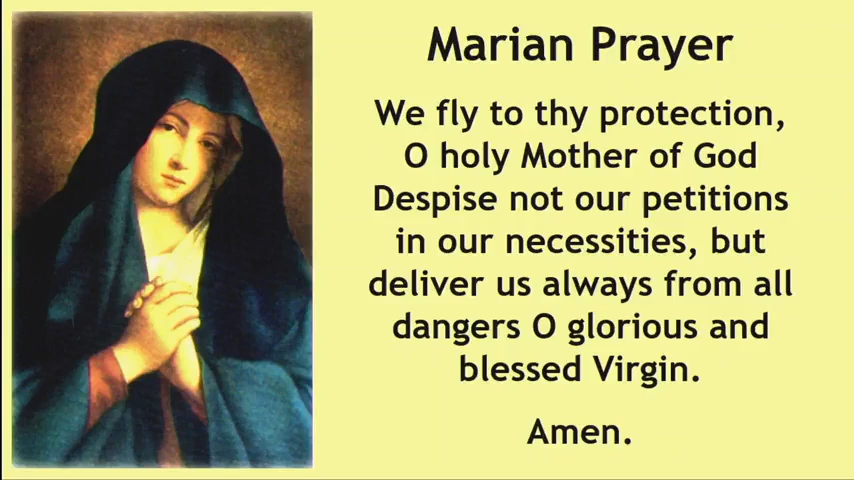 Marian Prayer
We fly to thy protection,
O holy Mother of God
Despise not our petitions
in our necessities, but
deliver us always from all
dangers O glorious and
blessed Virgin.
Amen.